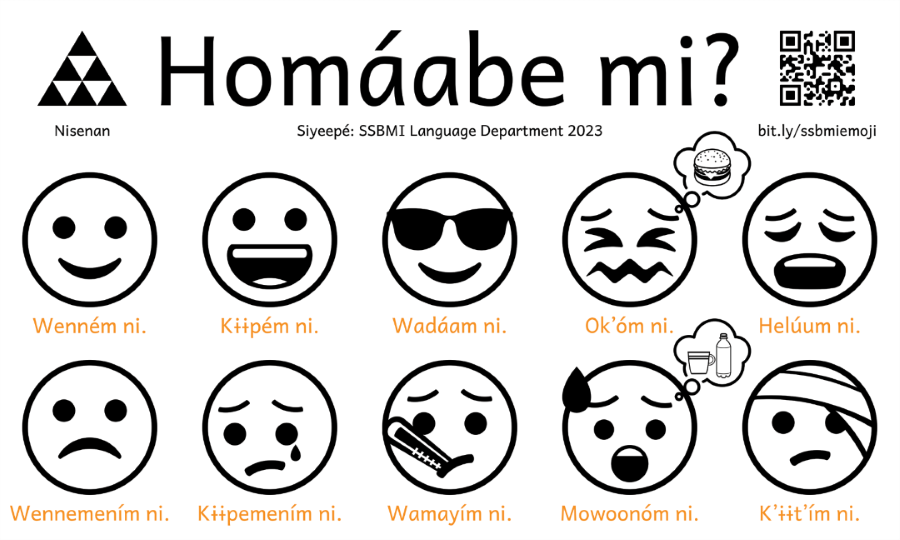 Homáabe mi?
Nisenan
Siyeepé: SSBMI Language Department 2023
bit.ly/ssbmiemoji
Wenném ni.
Kɨɨpém ni.
Wadáam ni.
Ok’óm ni.
Helúum ni.
Wennemením ni.
Kɨɨpemením ni.
Wamayím ni.
Mowoonóm ni.
K’ɨ́ɨt’ím ni.